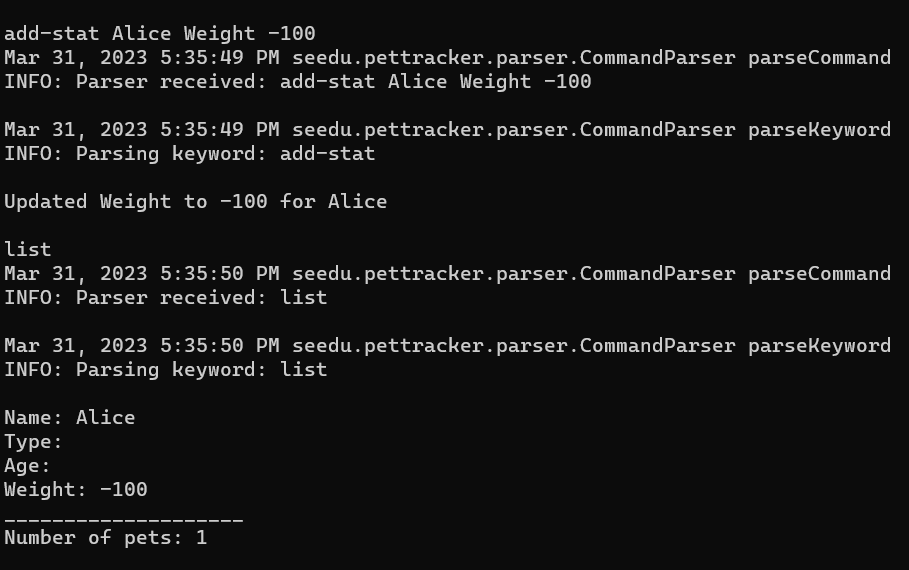 add-stat Alice Weight -100
Mar 31, 2023 5:35:49 PM seedu.pettracker.parser.CommandParser parseCommand
INFO: Parser received: add-stat Alice Weight -100
Mar 31, 2023 5:35:49 PM seedu.pettracker.parser.CommandParser parseKeyword
INFO: Parsing keyword: add-stat
Updated Weight to -100 for Alice
list
Mar 31, 2023 5:35:50 PM seedu.pettracker.parser.CommandParser parseCommand
INFO: Parser received: list
Mar 31, 2023 5:35:50 PM seedu.pettracker.parser.CommandParser parseKeyword
INFO: Parsing keyword: list
Name: Alice
Type:
Age:
Weight: -100
____________________
Number of pets: 1